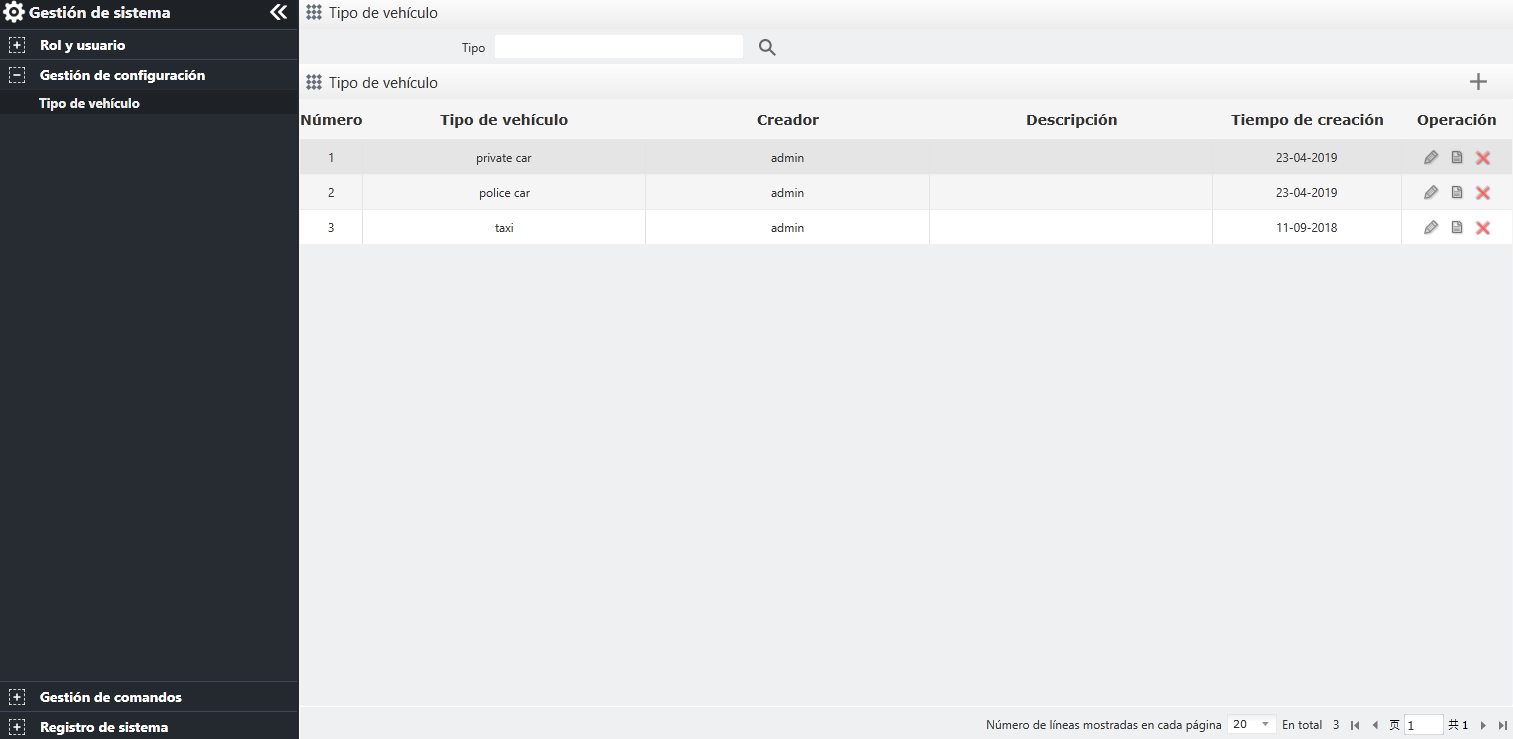 Gestión de sistema
Rol y usuario
Gestión de configuración
Tipo de vehículo
Gestión de comandos
Registro de sistema
Tipo de vehículo
Tipo
Tipo de vehículo
Número Tipo de vehículo Creador Descripción Tiempo de creación Operación
1 private car admin 23-04-2019
2 police car admin 23-04-2019
3 taxi admin 11-09-2018
Número de líneas mostradas en cada página 20 En total 3 页 1 共 1